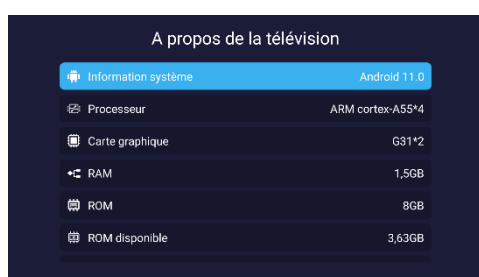 A propos de la télévision
Information système Android 11.0
Processeur ARM cortex-A55*4
Carte graphique G31*2
RAM 1,5GB
ROM 8GB
ROM disponible 3,63GB